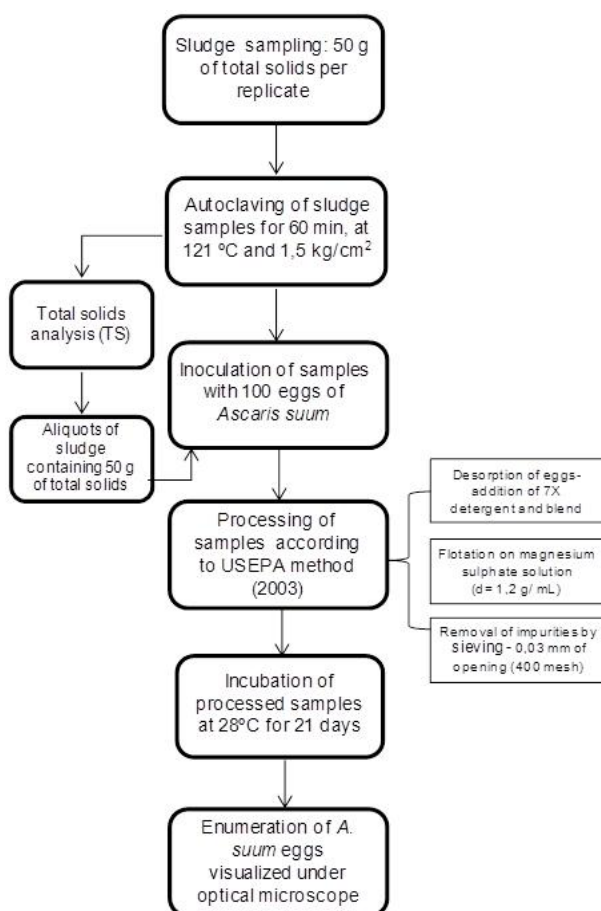 Sludge sampling: 50 g
of total solids per
replicate
Autoclaving of sludge
samples for 60 min, at
121 ºC and 1,5 kg/cm²
Total solids
analysis (TS)
Aliquots of
sludge
containing 50 g
of total solids
Inoculation of samples
with 100 eggs of
Ascaris suum
Processing of
samples according
to USEPA method
(2003)
Desorption of eggs-
addition of 7X
detergent and blend
Flotation on magnesium
sulphate solution
(d= 1,2 g/ mL)
Removal of impurities by
sieving - 0,03 mm of
opening (400 mesh)
Incubation of
processed samples
at 28ºC for 21 days
Enumeration of A.
suum eggs
visualized under
optical microscope